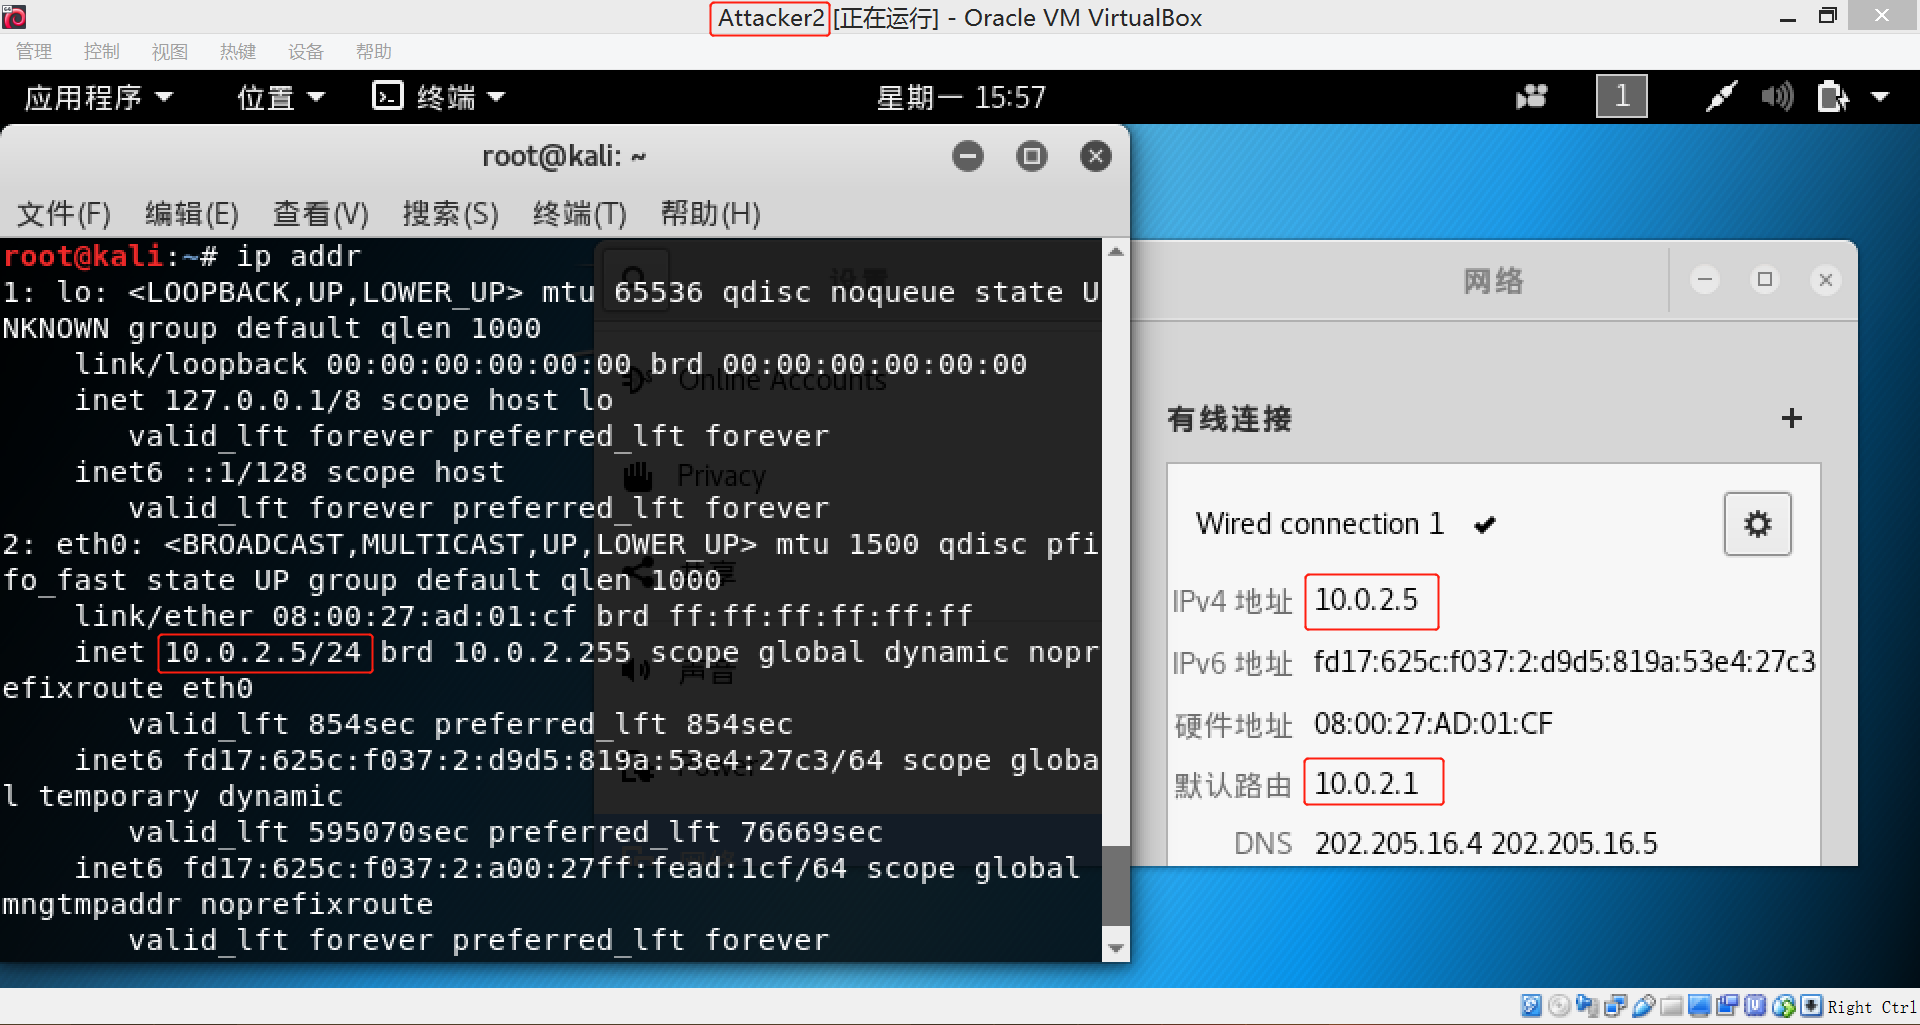 Attacker2 [正在运行] - Oracle VM VirtualBox
管理 控制 视图 热键 设备 帮助
应用程序 位置 终端 星期一 15:57 1
root@kali: ~
文件(F) 编辑(E) 查看(V) 搜索(S) 终端(T) 帮助(H)
root@kali:~# ip addr
1: lo: <LOOPBACK,UP,LOWER_UP> mtu 65536 qdisc noqueue state U
NKNOWN group default qlen 1000
link/loopback 00:00:00:00:00:00 brd 00:00:00:00:00:00
inet 127.0.0.1/8 scope host lo
valid_lft forever preferred_lft forever
inet6 ::1/128 scope host
valid_lft forever preferred_lft forever
2: eth0: <BROADCAST,MULTICAST,UP,LOWER_UP> mtu 1500 qdisc pfi
fo_fast state UP group default qlen 1000
link/ether 08:00:27:ad:01:cf brd ff:ff:ff:ff:ff:ff
inet 10.0.2.5/24 brd 10.0.2.255 scope global dynamic nopr
efixroute eth0
valid_lft 854sec preferred_lft 854sec
inet6 fd17:625c:f037:2:d9d5:819a:53e4:27c3/64 scope globa
l temporary dynamic
valid_lft 595070sec preferred_lft 76669sec
inet6 fd17:625c:f037:2:a00:27ff:fead:1cf/64 scope global
mngtmpaddr noprefixroute
valid_lft forever preferred_lft forever
设置
Online Accounts
Privacy
共享
声音
Power
网络
有线连接
Wired connection 1
IPv4 地址 10.0.2.5
IPv6 地址 fd17:625c:f037:2:d9d5:819a:53e4:27c3
硬件地址 08:00:27:AD:01:CF
默认路由 10.0.2.1
DNS 202.205.16.4 202.205.16.5
Right Ctrl